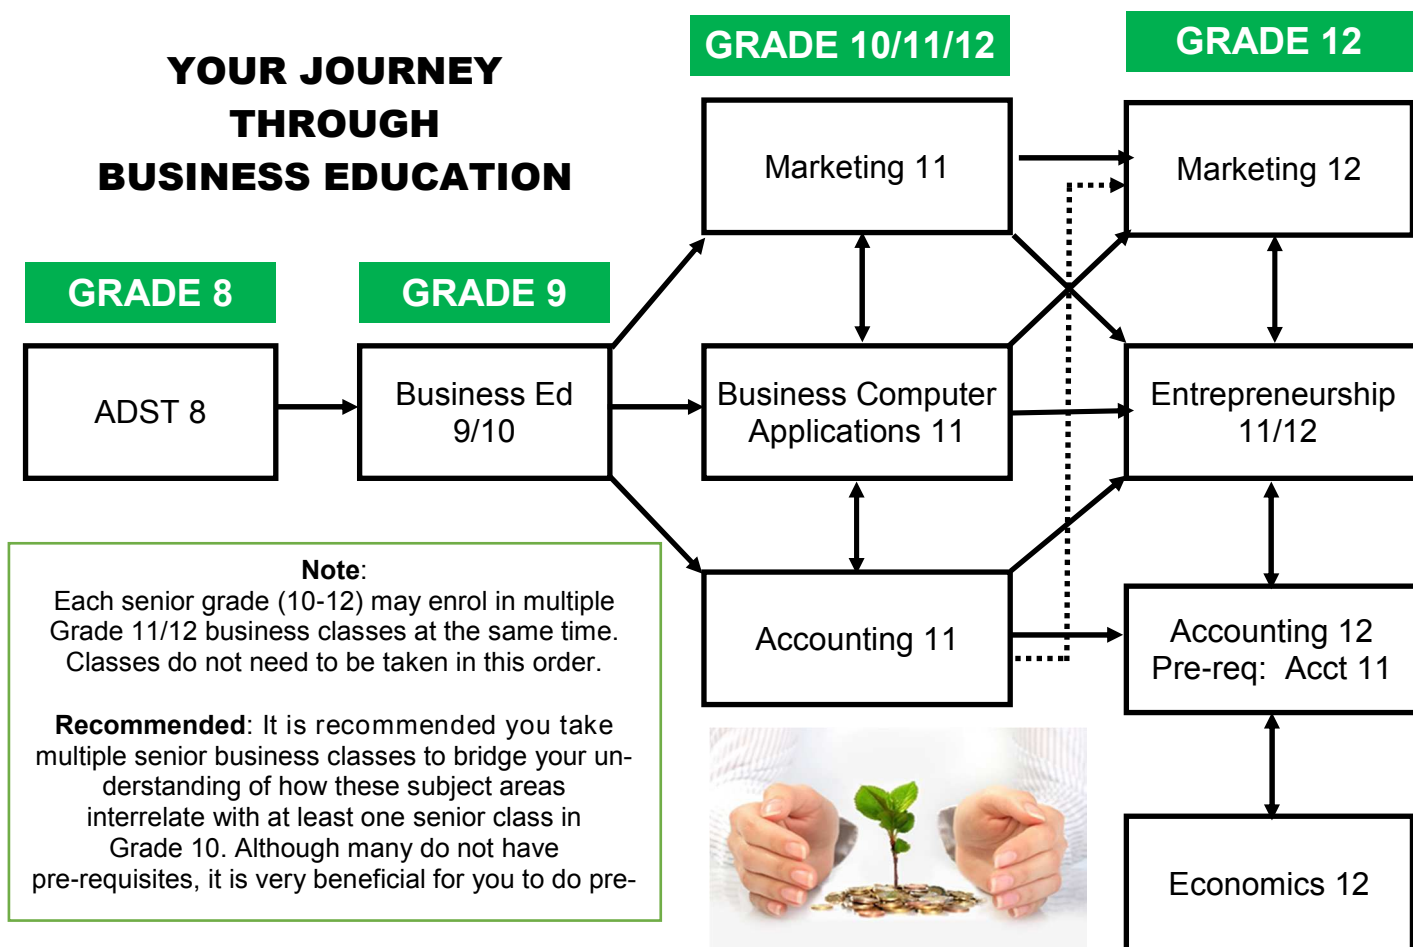 YOUR JOURNEY
THROUGH
BUSINESS EDUCATION
GRADE 8
ADST 8
GRADE 9
Business Ed
9/10
GRADE 10/11/12
Marketing 11
Business Computer
Applications 11
Accounting 11
GRADE 12
Marketing 12
Entrepreneurship
11/12
Accounting 12
Pre-req: Acct 11
Economics 12
Note:
Each senior grade (10-12) may enrol in multiple
Grade 11/12 business classes at the same time.
Classes do not need to be taken in this order.
Recommended: It is recommended you take
multiple senior business classes to bridge your un-
derstanding of how these subject areas
interrelate with at least one senior class in
Grade 10. Although many do not have
pre-requisites, it is very beneficial for you to do pre-